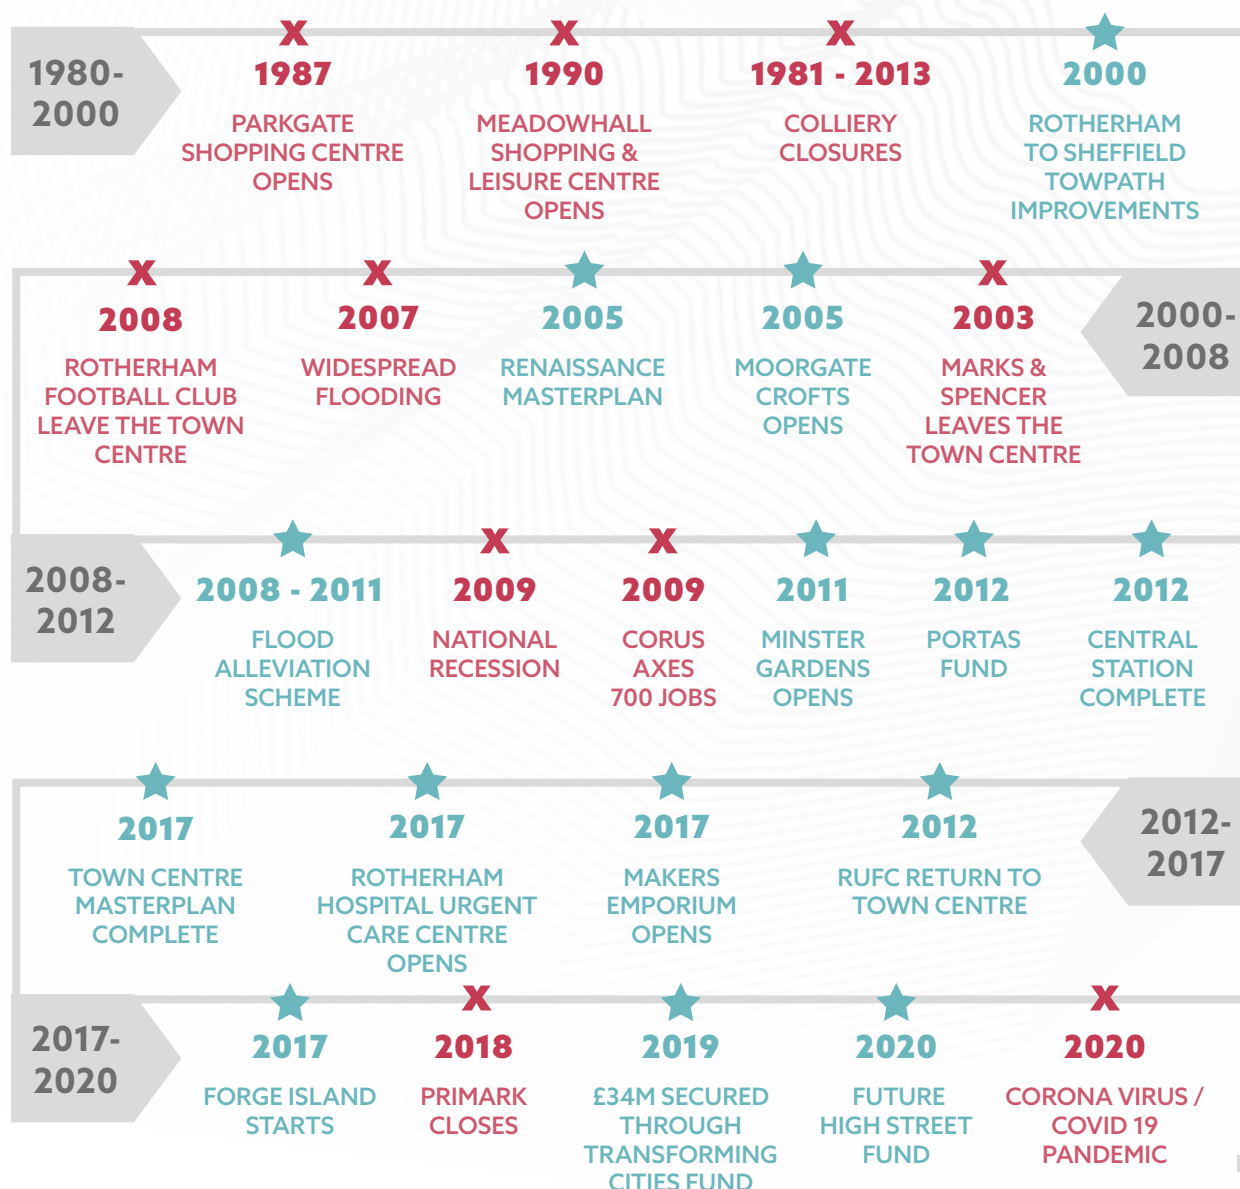 1980-
2000
X
1987
PARKGATE
SHOPPING CENTRE
OPENS
X
1990
MEADOWHALL
SHOPPING &
LEISURE CENTRE
OPENS
X
1981 - 2013
COLLIERY
CLOSURES
2000
ROTHERHAM
TO SHEFFIELD
TOWPATH
IMPROVEMENTS
2000-
2008
X
2003
MARKS &
SPENCER
LEAVES THE
TOWN CENTRE
2005
MOORGATE
CROFTS
OPENS
2005
RENAISSANCE
MASTERPLAN
X
2007
WIDESPREAD
FLOODING
X
2008
ROTHERHAM
FOOTBALL CLUB
LEAVE THE TOWN
CENTRE
2008-
2012
2008 - 2011
FLOOD
ALLEVIATION
SCHEME
X
2009
NATIONAL
RECESSION
X
2009
CORUS
AXES
700 JOBS
2011
MINSTER
GARDENS
OPENS
2012
PORTAS
FUND
2012
CENTRAL
STATION
COMPLETE
2012-
2017
2012
RUFC RETURN TO
TOWN CENTRE
2017
MAKERS
EMPORIUM
OPENS
2017
ROTHERHAM
HOSPITAL URGENT
CARE CENTRE
OPENS
2017
TOWN CENTRE
MASTERPLAN
COMPLETE
2017-
2020
2017
FORGE ISLAND
STARTS
X
2018
PRIMARK
CLOSES
2019
£34M SECURED
THROUGH
TRANSFORMING
CITIES FUND
2020
FUTURE
HIGH STREET
FUND
X
2020
CORONA VIRUS /
COVID 19
PANDEMIC